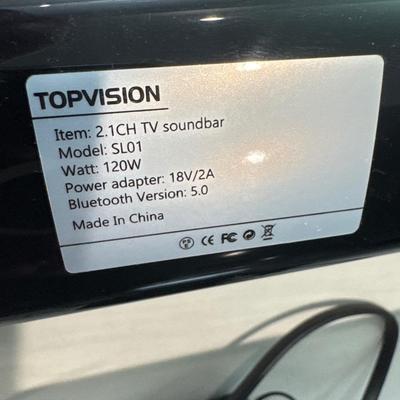 TOPVISION
Item: 2.1CH TV soundbar
Model: SL01
Watt: 120W
Power adapter: 18V/2A
Bluetooth Version: 5.0
Made In China
CE FC